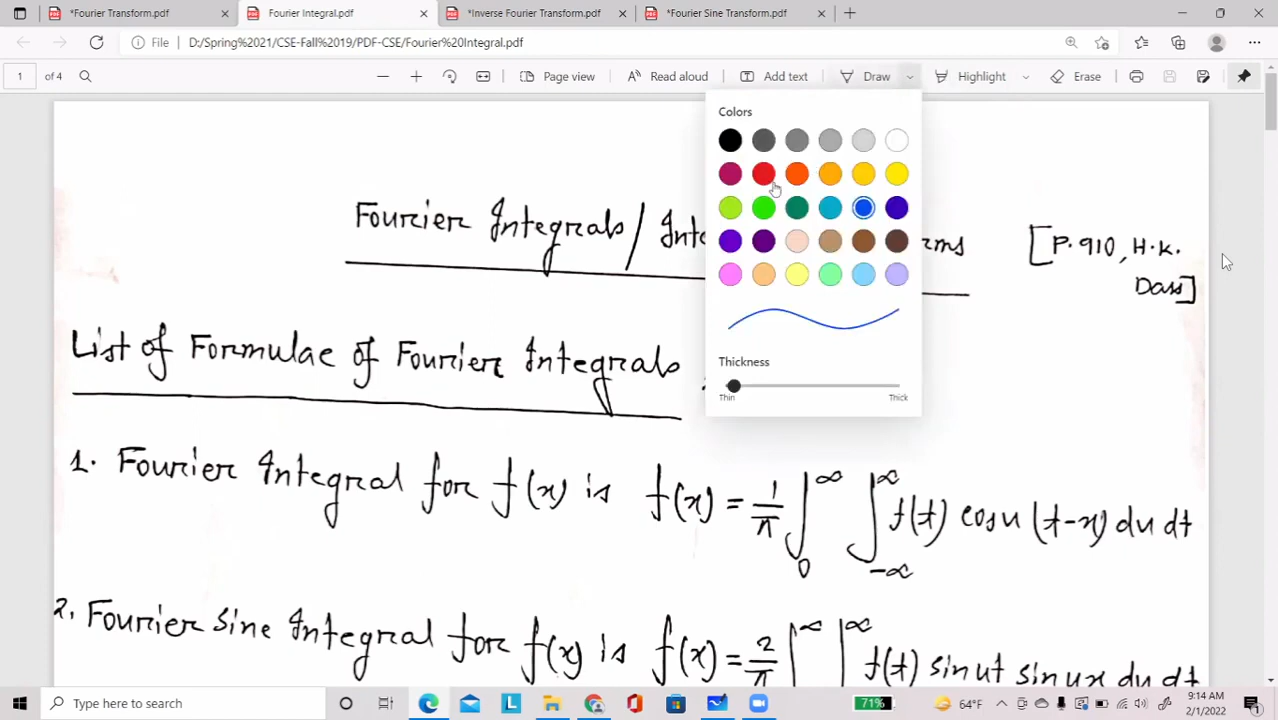 *Fourier Transform.pdf
Fourier Integral.pdf
*Inverse Fourier Transform.pdf
*Fourier Sine Transform.pdf
File
D:/Spring%2021/CSE-Fall%2019/PDF-CSE/Fourier%20Integral.pdf
1 of 4
Page view
Read aloud
Add text
Draw
Highlight
Erase
Colors
Thickness
Thin
Thick
Fourier Integrals/ Inte rms
[P.910, H.K.
Dass]
List of Formulae of Fourier Integrals
1. Fourier Integral for f(x) is f(x) = 1/π ∫0^∞ ∫-∞^∞ f(t) cosu (t-x) du dt
2. Fourier Sine Integral for f(x) is f(x) = 2/π ∫^∞ ∫^∞ f(t) sin ut sin ux du dt
Type here to search
71%
64°F
9:14 AM
2/1/2022